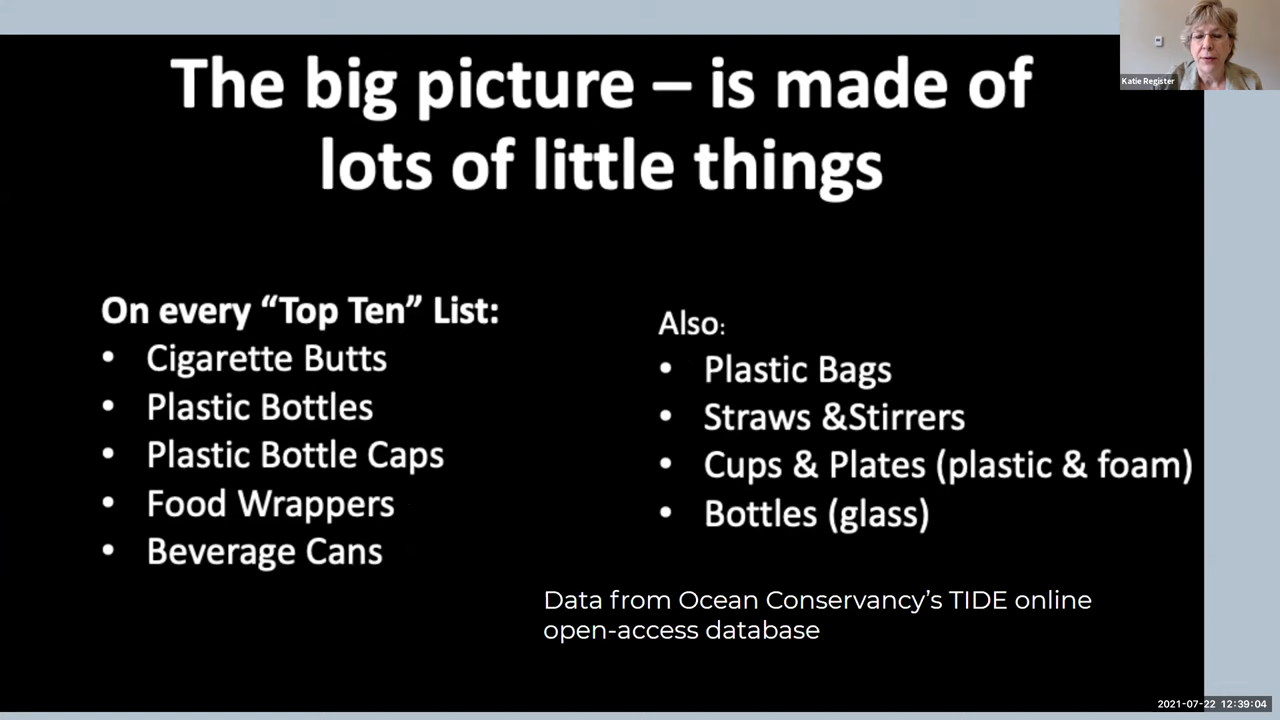 The big picture – is made of
lots of little things
Katie Register
On every “Top Ten” List:
• Cigarette Butts
• Plastic Bottles
• Plastic Bottle Caps
• Food Wrappers
• Beverage Cans
Also:
• Plastic Bags
• Straws &Stirrers
• Cups & Plates (plastic & foam)
• Bottles (glass)
Data from Ocean Conservancy’s TIDE online
open-access database
2021-07-22 12:39:04